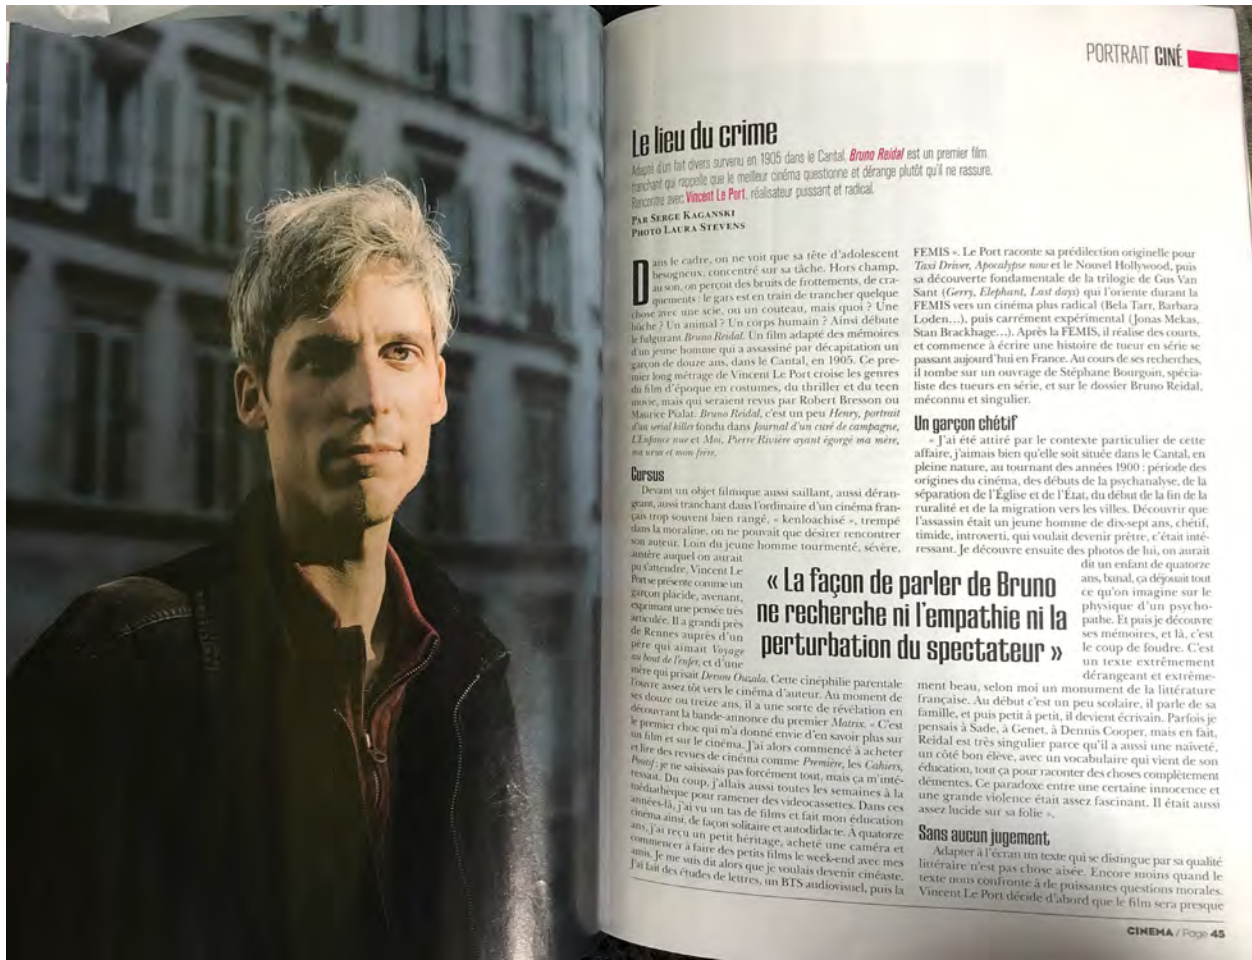 PORTRAIT CINÉ
Le lieu du crime
Adapté d'un fait divers survenu en 1905 dans le Cantal, Bruno Reidal est un premier film
tranchant qui rappelle que le meilleur cinéma questionne et dérange plutôt qu'il ne rassure.
Rencontre avec Vincent Le Port, réalisateur puissant et radical.
PAR SERGE KAGANSKI
PHOTO LAURA STEVENS
Dans le cadre, on ne voit que sa tête d'adolescent
besogneux, concentré sur sa tâche. Hors champ,
au son, on perçoit des bruits de frottements, de cra-
quements : le gars est en train de trancher quelque
chose avec une scie, ou un couteau, mais quoi ? Une
bûche ? Un animal ? Un corps humain ? Ainsi débute
le fulgurant Bruno Reidal. Un film adapté des mémoires
d'un jeune homme qui a assassiné par décapitation un
garçon de douze ans, dans le Cantal, en 1905. Ce pre-
mier long métrage de Vincent Le Port croise les genres
du film d'époque en costumes, du thriller et du teen
movie, mais qui seraient revus par Robert Bresson ou
Maurice Pialat. Bruno Reidal, c'est un peu Henry, portrait
d'un serial killer fondu dans Journal d'un curé de campagne,
L'Enfance nue et Moi, Pierre Rivière ayant égorgé ma mère,
ma sœur et mon frère.
Cursus
Devant un objet filmique aussi saillant, aussi déran-
geant, aussi tranchant dans l'ordinaire d'un cinéma fran-
çais trop souvent bien rangé, « kenloachisé », trempé
dans la moraline, on ne pouvait que désirer rencontrer
son auteur. Loin du jeune homme tourmenté, sévère,
austère auquel on aurait
pu s'attendre, Vincent Le
Port se présente comme un
garçon placide, avenant,
exprimant une pensée très
articulée. Il a grandi près
de Rennes auprès d'un
père qui aimait Voyage
au bout de l'enfer, et d'une
mère qui prisait Dersou Ouzala. Cette cinéphilie parentale
l'ouvre assez tôt vers le cinéma d'auteur. Au moment de
ses douze ou treize ans, il a une sorte de révélation en
découvrant la bande-annonce du premier Matrix. « C'est
le premier choc qui m'a donné envie d'en savoir plus sur
un film et sur le cinéma. J'ai alors commencé à acheter
et lire des revues de cinéma comme Première, les Cahiers,
Positif : je ne saisissais pas forcément tout, mais ça m'inté-
ressait. Du coup, j'allais aussi toutes les semaines à la
médiathèque pour ramener des videocassettes. Dans ces
années-là, j'ai vu un tas de films et fait mon éducation
cinéma ainsi, de façon solitaire et autodidacte. À quatorze
ans, j'ai reçu un petit héritage, acheté une caméra et
commencer à faire des petits films le week-end avec mes
amis. Je me suis dit alors que je voulais devenir cinéaste.
J'ai fait des études de lettres, un BTS audiovisuel, puis la
« La façon de parler de Bruno
ne recherche ni l'empathie ni la
perturbation du spectateur »
FEMIS ». Le Port raconte sa prédilection originelle pour
Taxi Driver, Apocalypse now et le Nouvel Hollywood, puis
sa découverte fondamentale de la trilogie de Gus Van
Sant (Gerry, Elephant, Last days) qui l'oriente durant la
FEMIS vers un cinéma plus radical (Bela Tarr, Barbara
Loden…), puis carrément expérimental (Jonas Mekas,
Stan Brackhage…). Après la FEMIS, il réalise des courts,
et commence à écrire une histoire de tueur en série se
passant aujourd'hui en France. Au cours de ses recherches,
il tombe sur un ouvrage de Stéphane Bourgoin, spécia-
liste des tueurs en série, et sur le dossier Bruno Reidal,
méconnu et singulier.
Un garçon chétif
« J'ai été attiré par le contexte particulier de cette
affaire, j'aimais bien qu'elle soit située dans le Cantal, en
pleine nature, au tournant des années 1900 : période des
origines du cinéma, des débuts de la psychanalyse, de la
séparation de l'Église et de l'État, du début de la fin de la
ruralité et de la migration vers les villes. Découvrir que
l'assassin était un jeune homme de dix-sept ans, chétif,
timide, introverti, qui voulait devenir prêtre, c'était inté-
ressant. Je découvre ensuite des photos de lui, on aurait
dit un enfant de quatorze
ans, banal, ça déjouait tout
ce qu'on imagine sur le
physique d'un psycho-
pathe. Et puis je découvre
ses mémoires, et là, c'est
le coup de foudre. C'est
un texte extrêmement
dérangeant et extrême-
ment beau, selon moi un monument de la littérature
française. Au début c'est un peu scolaire, il parle de sa
famille, et puis petit à petit, il devient écrivain. Parfois je
pensais à Sade, à Genet, à Dennis Cooper, mais en fait,
Reidal est très singulier parce qu'il a aussi une naïveté,
un côté bon élève, avec un vocabulaire qui vient de son
éducation, tout ça pour raconter des choses complètement
démentes. Ce paradoxe entre une certaine innocence et
une grande violence était assez fascinant. Il était aussi
assez lucide sur sa folie ».
Sans aucun jugement
Adapter à l'écran un texte qui se distingue par sa qualité
littéraire n'est pas chose aisée. Encore moins quand le
texte nous confronte à de puissantes questions morales.
Vincent Le Port décide d'abord que le film sera presque
CINEMA / Page 45